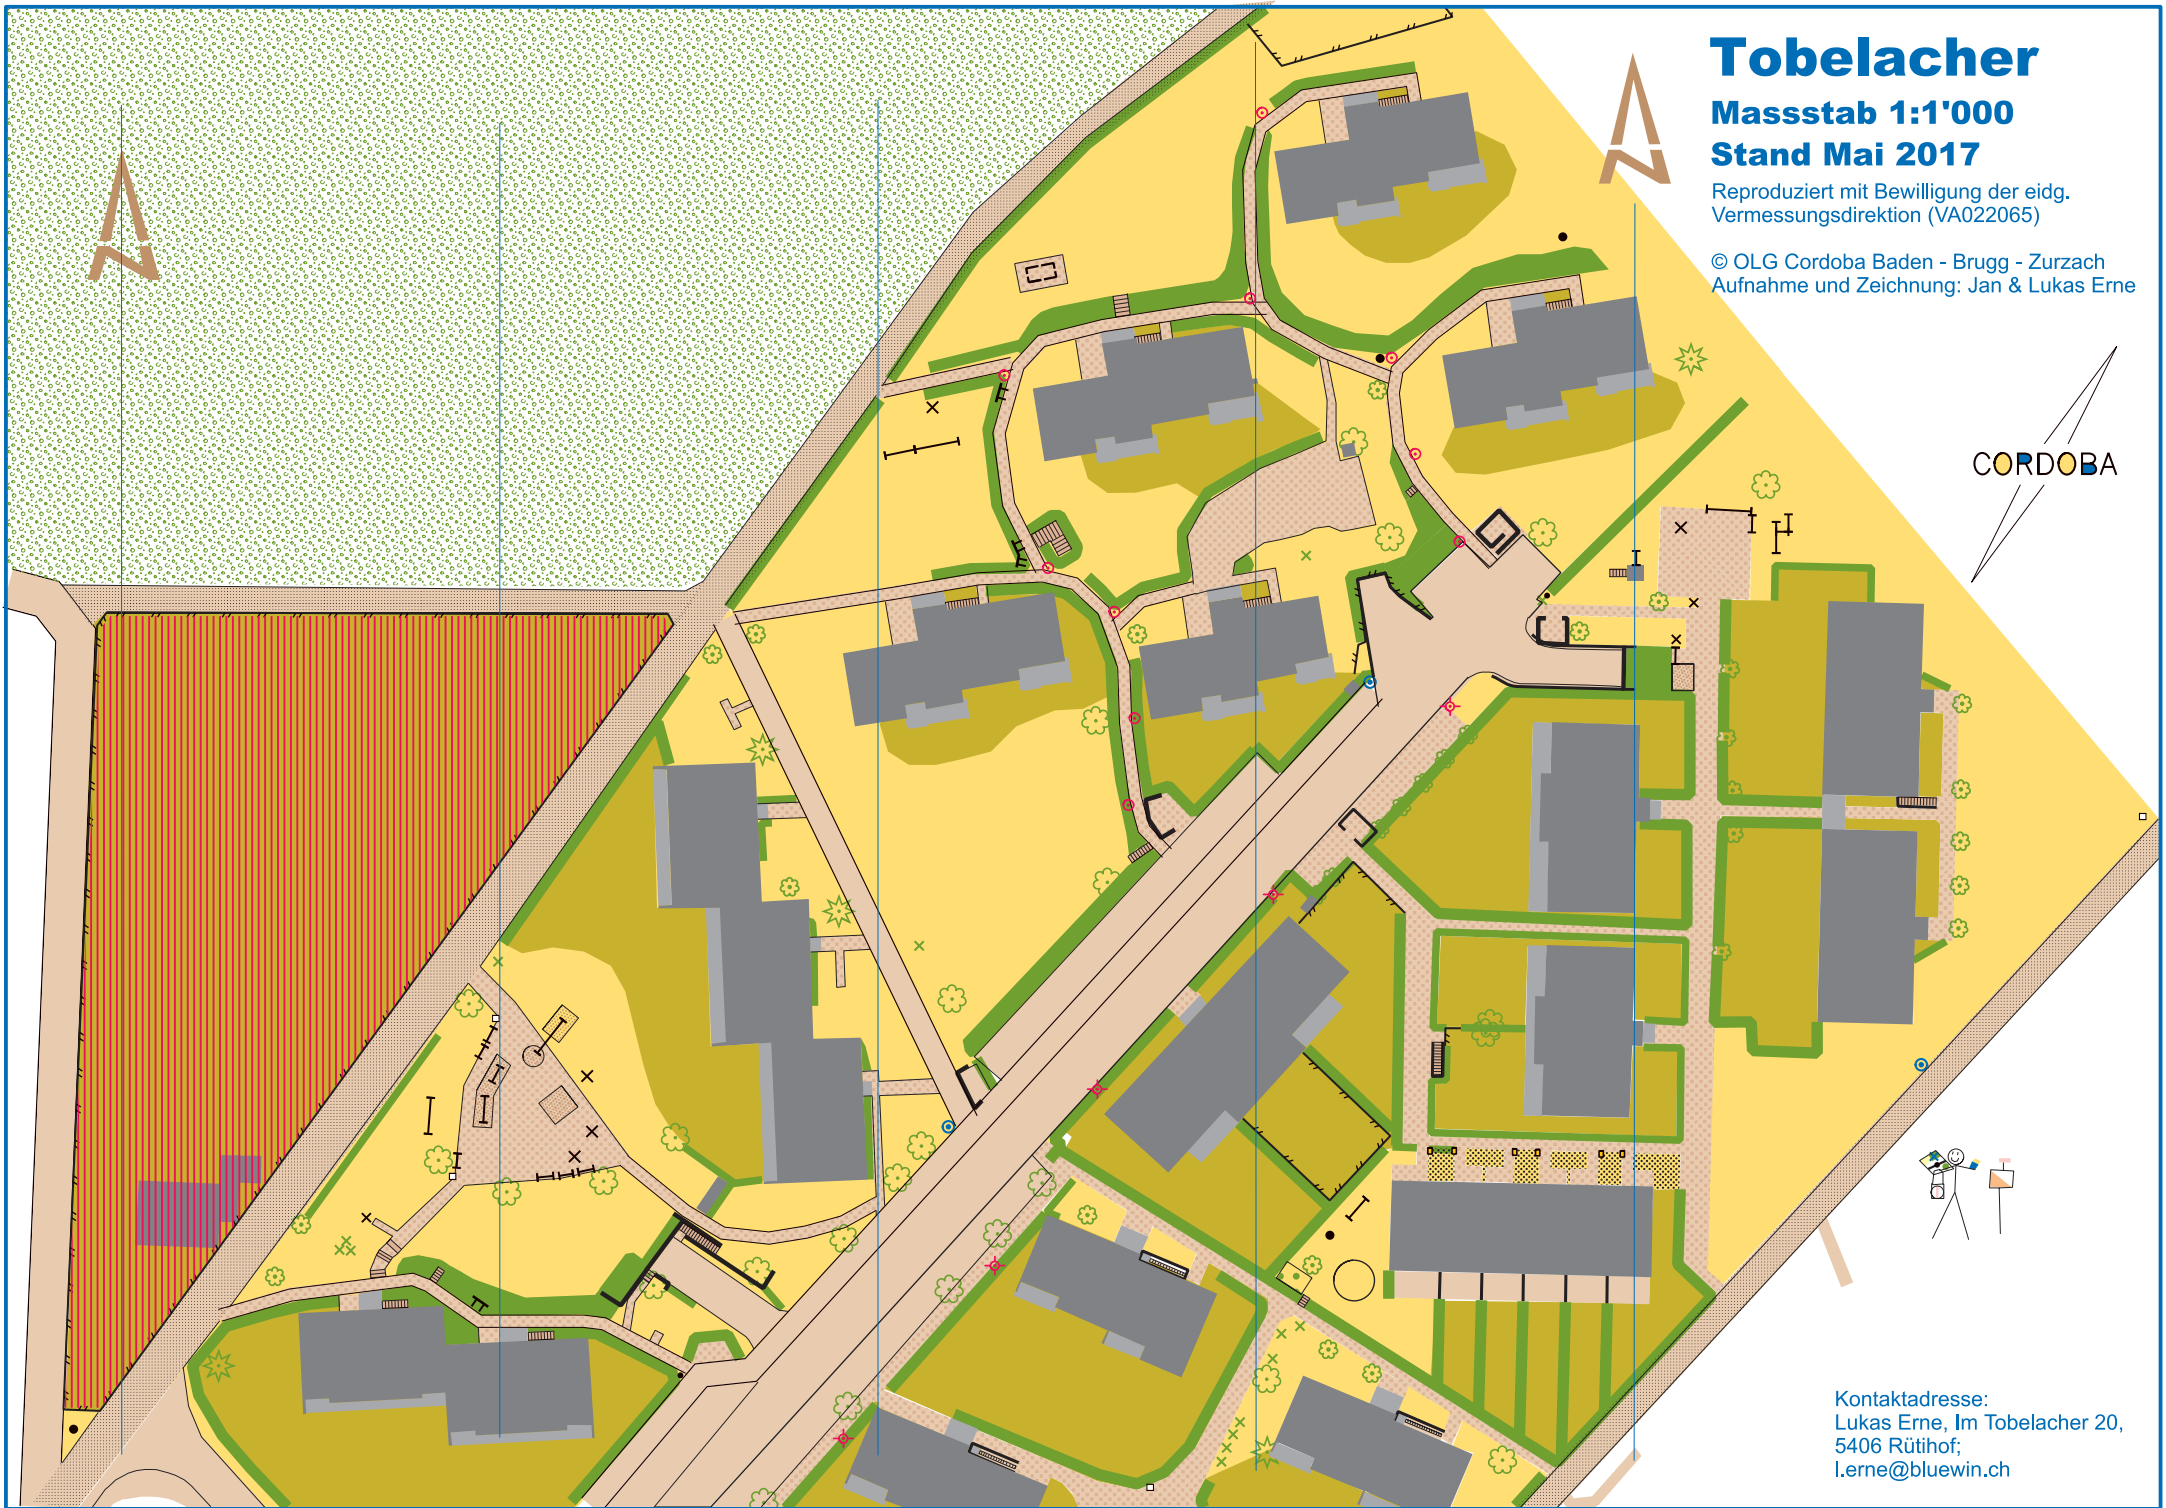 Tobelacher
Massstab 1:1'000
Stand Mai 2017
Reproduziert mit Bewilligung der eidg.
Vermessungsdirektion (VA022065)
© OLG Cordoba Baden - Brugg - Zurzach
Aufnahme und Zeichnung: Jan & Lukas Erne
CORDOBA
Kontaktadresse:
Lukas Erne, Im Tobelacher 20,
5406 Rütihof;
l.erne@bluewin.ch